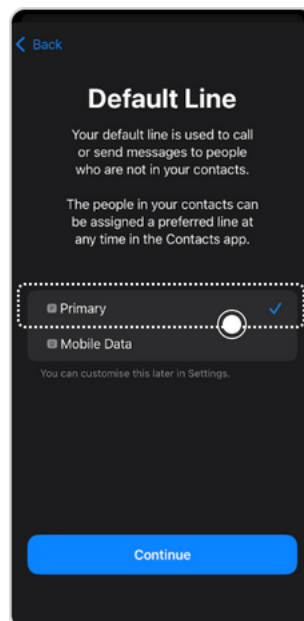 Back
Default Line
Your default line is used to call
or send messages to people
who are not in your contacts.
The people in your contacts can
be assigned a preferred line at
any time in the Contacts app.
P Primary
M Mobile Data
You can customise this later in Settings.
Continue